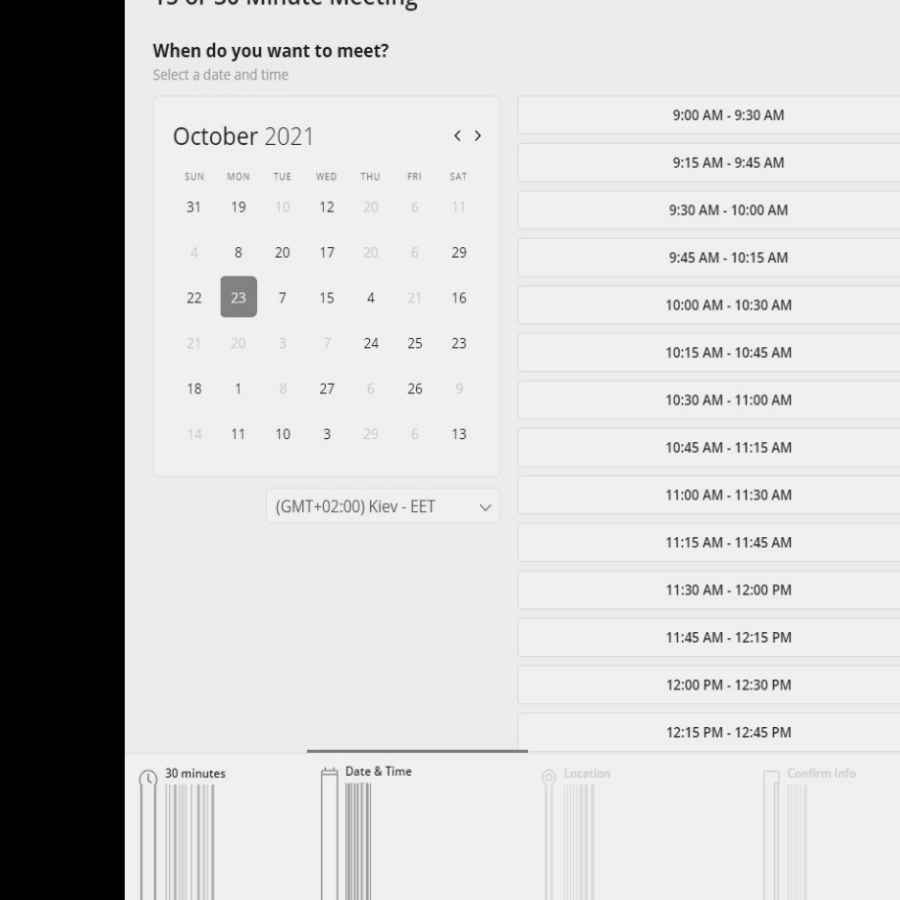 15 or 30 Minute Meeting
When do you want to meet?
Select a date and time
October 2021
SUN MON TUE WED THU FRI SAT
31 19 10 12 20 6 11
4 8 20 17 20 6 29
22 23 7 15 4 21 16
21 20 3 7 24 25 23
18 1 8 27 6 26 9
14 11 10 3 29 6 13
(GMT+02:00) Kiev - EET
9:00 AM - 9:30 AM
9:15 AM - 9:45 AM
9:30 AM - 10:00 AM
9:45 AM - 10:15 AM
10:00 AM - 10:30 AM
10:15 AM - 10:45 AM
10:30 AM - 11:00 AM
10:45 AM - 11:15 AM
11:00 AM - 11:30 AM
11:15 AM - 11:45 AM
11:30 AM - 12:00 PM
11:45 AM - 12:15 PM
12:00 PM - 12:30 PM
12:15 PM - 12:45 PM
30 minutes Date & Time Location Confirm Info